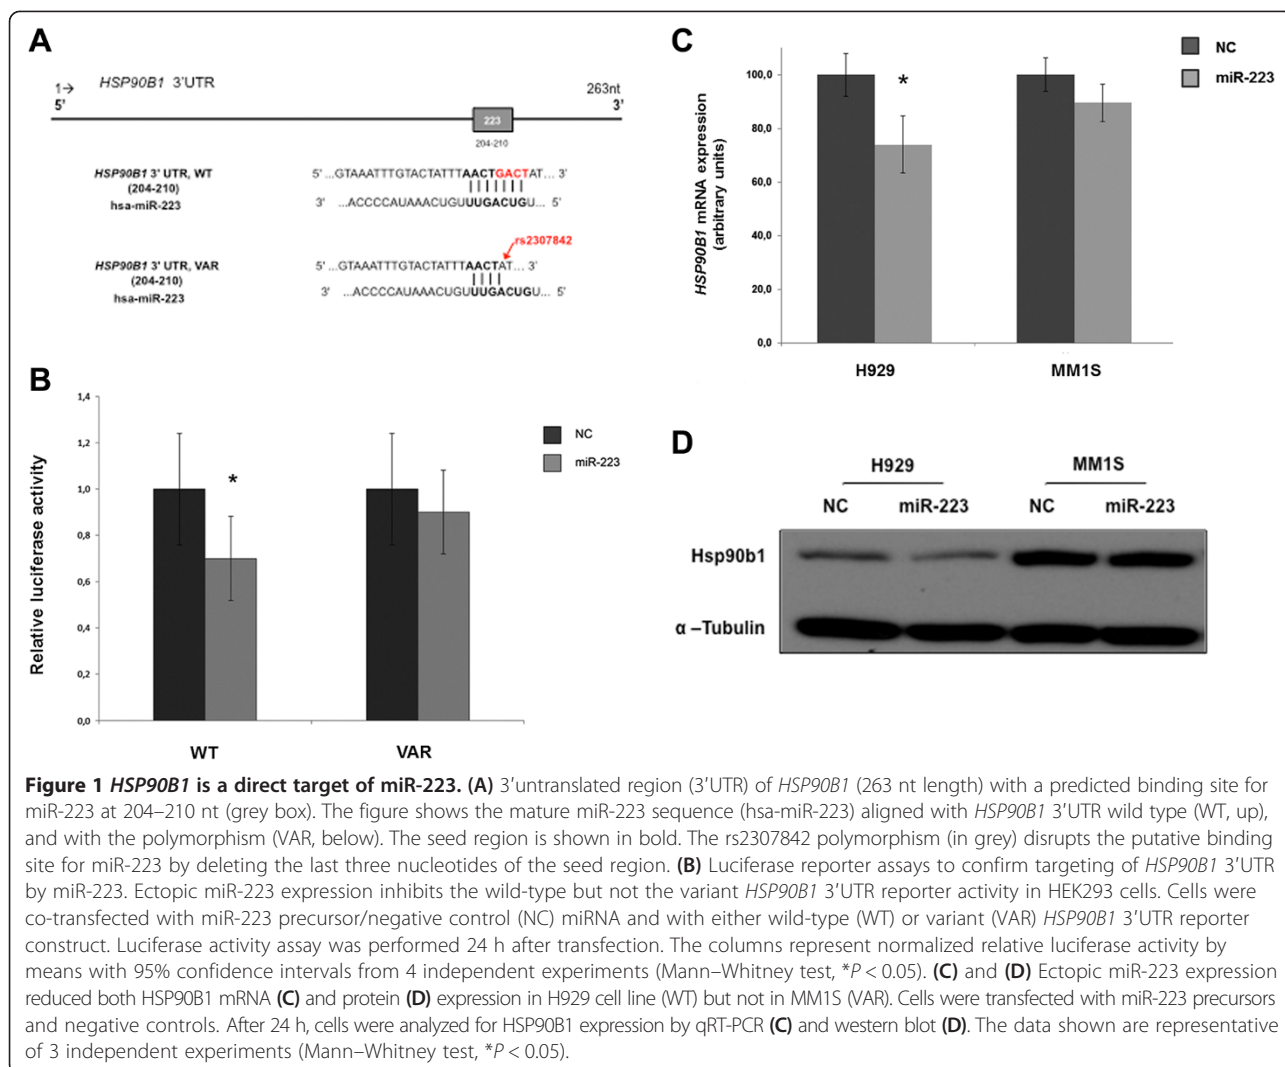 A
HSP90B1 3'UTR
1→
263nt
5'
3'
223
204-210
HSP90B1 3' UTR, WT
5' ...GTAAATTTGTACTATTTAACTGACTAT... 3'
(204-210)
hsa-miR-223
3' ...ACCCCAUAAACUGUUUGACUGU... 5'
rs2307842
HSP90B1 3' UTR, VAR
5' ...GTAAATTTGTACTATTTAACTAT... 3'
(204-210)
hsa-miR-223
3' ...ACCCCAUAAACUGUUUGACUGU... 5'
B
Relative luciferase activity
1,4
1,2
1,0
0,8
0,6
0,4
0,2
0,0
*
WT
VAR
NC
miR-223
C
HSP90B1 mRNA expression
(arbitrary units)
100,0
80,0
60,0
40,0
20,0
0,0
*
H929
MM1S
NC
miR-223
D
H929
MM1S
NC
miR-223
NC
miR-223
Hsp90b1
α –Tubulin
Figure 1 HSP90B1 is a direct target of miR-223. (A) 3′untranslated region (3′UTR) of HSP90B1 (263 nt length) with a predicted binding site for
miR-223 at 204–210 nt (grey box). The figure shows the mature miR-223 sequence (hsa-miR-223) aligned with HSP90B1 3′UTR wild type (WT, up),
and with the polymorphism (VAR, below). The seed region is shown in bold. The rs2307842 polymorphism (in grey) disrupts the putative binding
site for miR-223 by deleting the last three nucleotides of the seed region. (B) Luciferase reporter assays to confirm targeting of HSP90B1 3′UTR
by miR-223. Ectopic miR-223 expression inhibits the wild-type but not the variant HSP90B1 3′UTR reporter activity in HEK293 cells. Cells were
co-transfected with miR-223 precursor/negative control (NC) miRNA and with either wild-type (WT) or variant (VAR) HSP90B1 3′UTR reporter
construct. Luciferase activity assay was performed 24 h after transfection. The columns represent normalized relative luciferase activity by
means with 95% confidence intervals from 4 independent experiments (Mann–Whitney test, *P < 0.05). (C) and (D) Ectopic miR-223 expression
reduced both HSP90B1 mRNA (C) and protein (D) expression in H929 cell line (WT) but not in MM1S (VAR). Cells were transfected with miR-223 precursors
and negative controls. After 24 h, cells were analyzed for HSP90B1 expression by qRT-PCR (C) and western blot (D). The data shown are representative
of 3 independent experiments (Mann–Whitney test, *P < 0.05).